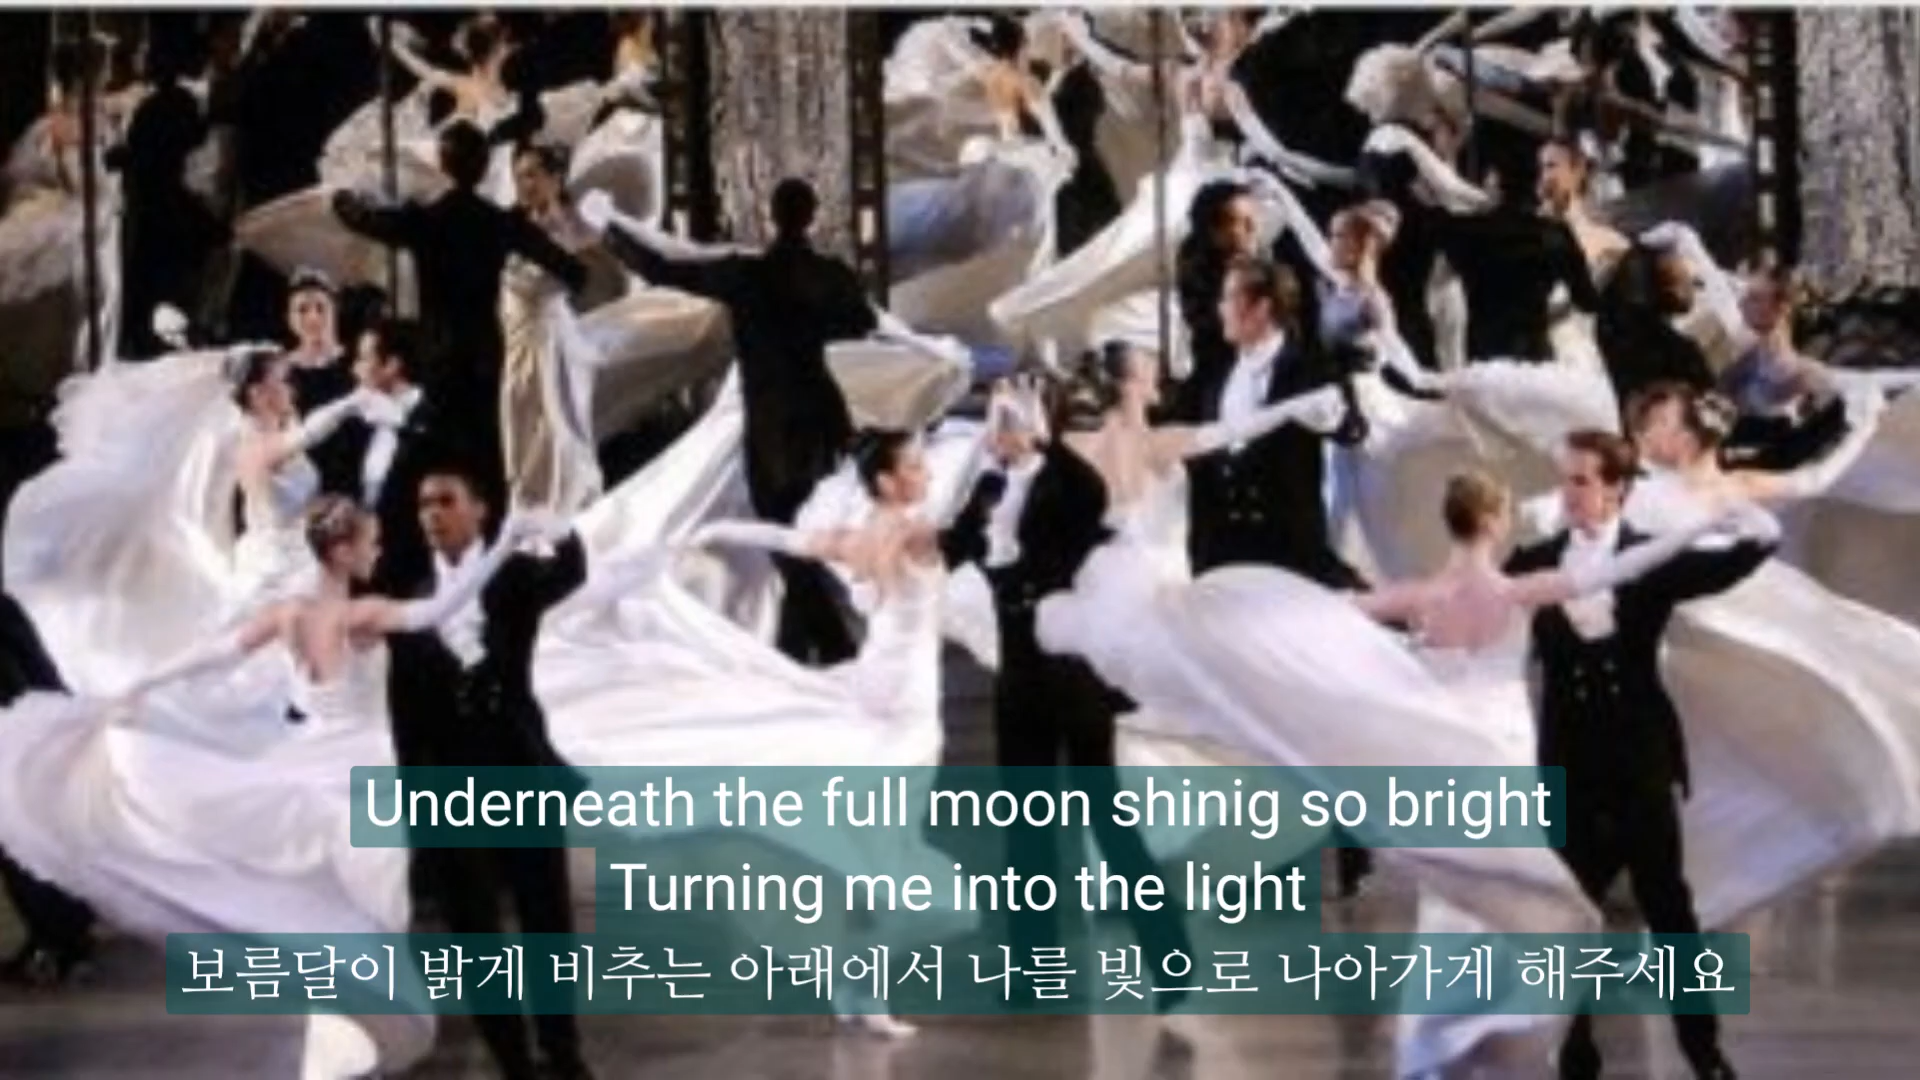 Underneath the full moon shinig so bright
Turning me into the light
보름달이 밝게 비추는 아래에서 나를 빛으로 나아가게 해주세요